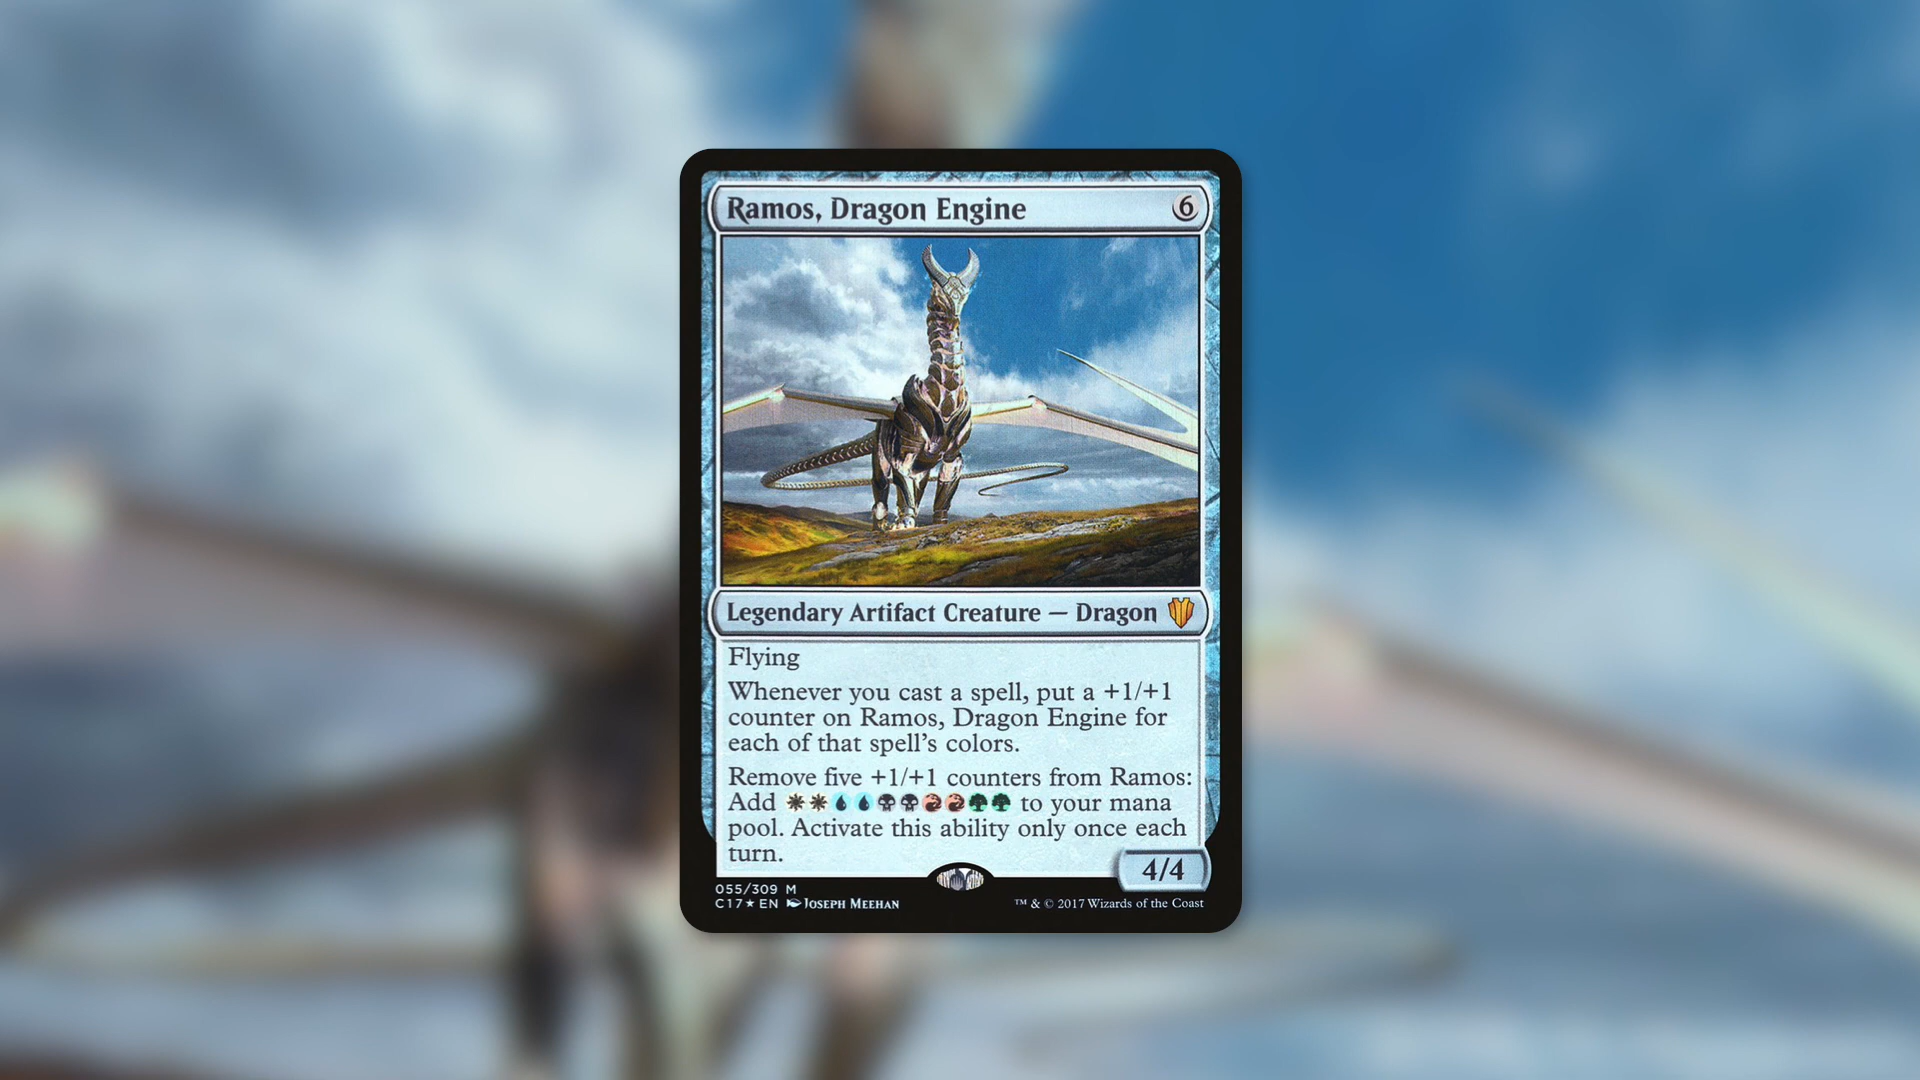 Ramos, Dragon Engine 6
Legendary Artifact Creature — Dragon
Flying
Whenever you cast a spell, put a +1/+1
counter on Ramos, Dragon Engine for
each of that spell's colors.
Remove five +1/+1 counters from Ramos:
Add to your mana
pool. Activate this ability only once each
turn.
4/4
055/309 M
C17★EN Joseph Meehan
™ & © 2017 Wizards of the Coast